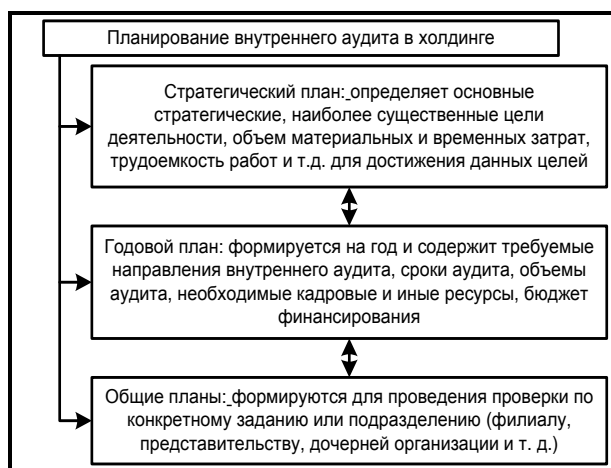 Планирование внутреннего аудита в холдинге
Стратегический план: определяет основные
стратегические, наиболее существенные цели
деятельности, объем материальных и временных затрат,
трудоемкость работ и т.д. для достижения данных целей
Годовой план: формируется на год и содержит требуемые
направления внутреннего аудита, сроки аудита, объемы
аудита, необходимые кадровые и иные ресурсы, бюджет
финансирования
Общие планы: формируются для проведения проверки по
конкретному заданию или подразделению (филиалу,
представительству, дочерней организации и т. д.)